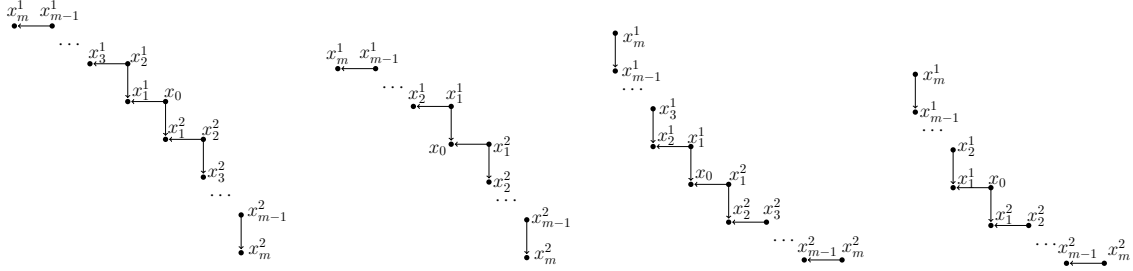 x_m^1 x_{m-1}^1
...
x_3^1 x_2^1
x_1^1 x_0
x_1^2 x_2^2
x_3^2
...
x_{m-1}^2
x_m^2
x_m^1 x_{m-1}^1
...
x_2^1 x_1^1
x_0 x_1^2
x_2^2
...
x_{m-1}^2
x_m^2
x_m^1
x_{m-1}^1
...
x_3^1
x_2^1 x_1^1
x_0 x_1^2
x_2^2 x_3^2
...
x_{m-1}^2 x_m^2
x_m^1
x_{m-1}^1
...
x_2^1
x_1^1 x_0
x_1^2 x_2^2
...
x_{m-1}^2 x_m^2